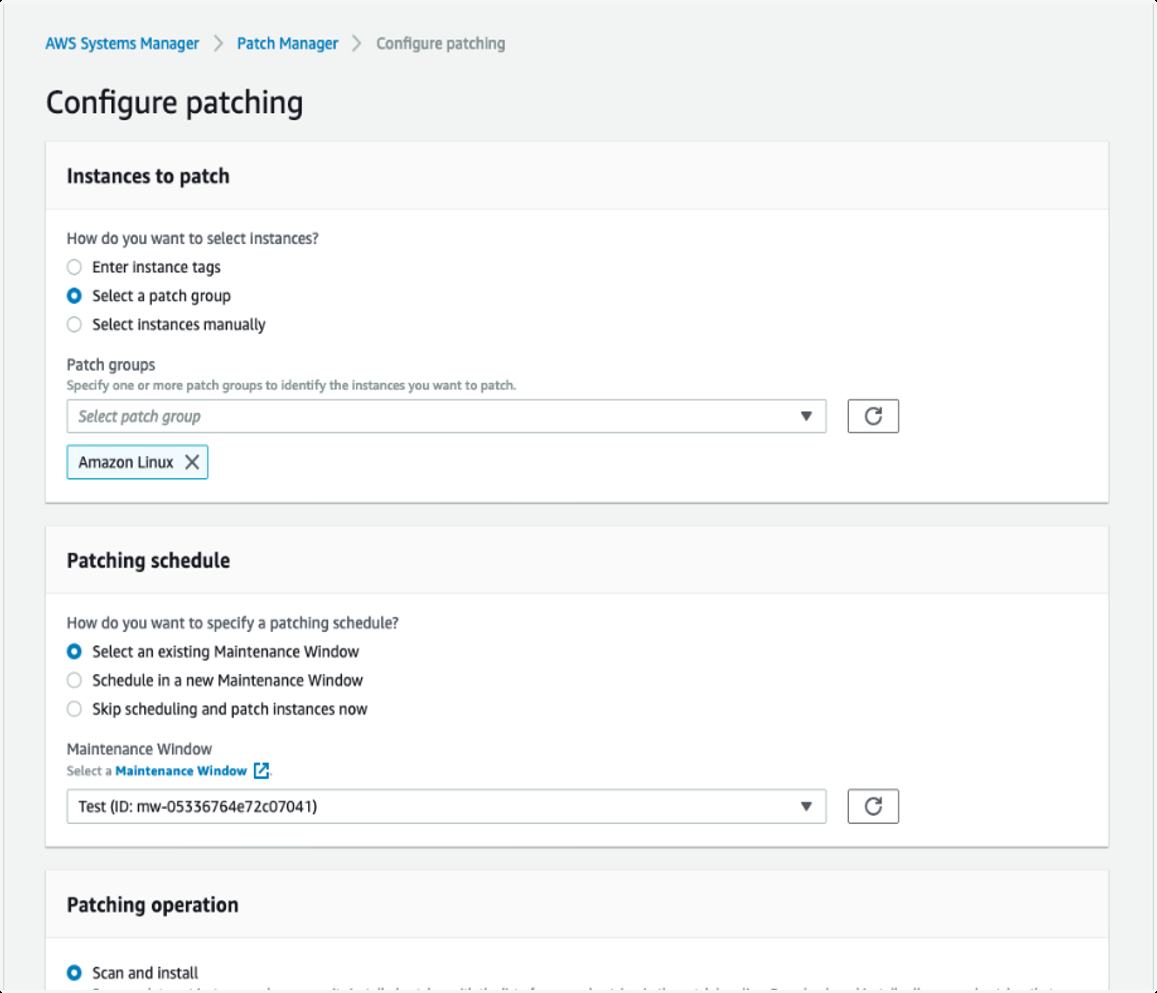 AWS Systems Manager > Patch Manager > Configure patching
Configure patching
Instances to patch
How do you want to select instances?
Enter instance tags
Select a patch group
Select instances manually
Patch groups
Specify one or more patch groups to identify the instances you want to patch.
Select patch group
Amazon Linux
Patching schedule
How do you want to specify a patching schedule?
Select an existing Maintenance Window
Schedule in a new Maintenance Window
Skip scheduling and patch instances now
Maintenance Window
Select a Maintenance Window .
Test (ID: mw-05336764e72c07041)
Patching operation
Scan and install